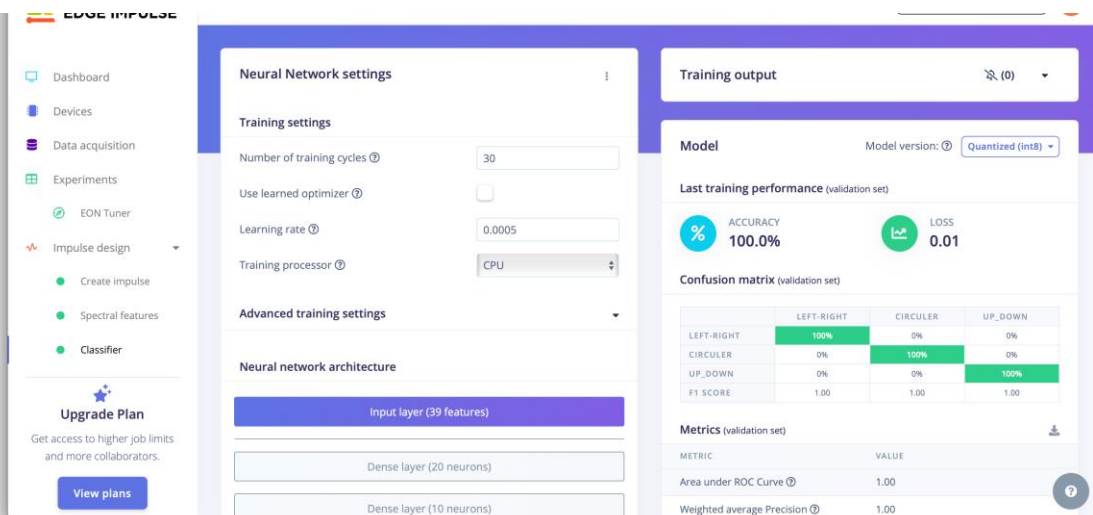 EDGE IMPULSE
Dashboard
Devices
Data acquisition
Experiments
EON Tuner
Impulse design
Create impulse
Spectral features
Classifier
Upgrade Plan
Get access to higher job limits
and more collaborators.
View plans
Neural Network settings
Training settings
Number of training cycles
30
Use learned optimizer
Learning rate
0.0005
Training processor
CPU
Advanced training settings
Neural network architecture
Input layer (39 features)
Dense layer (20 neurons)
Dense layer (10 neurons)
Training output
(0)
Model
Model version:
Quantized (int8)
Last training performance (validation set)
%
ACCURACY
100.0%
LOSS
0.01
Confusion matrix (validation set)
LEFT-RIGHT CIRCULER UP_DOWN
LEFT-RIGHT 100% 0% 0%
CIRCULER 0% 100% 0%
UP_DOWN 0% 0% 100%
F1 SCORE 1.00 1.00 1.00
Metrics (validation set)
METRIC VALUE
Area under ROC Curve 1.00
Weighted average Precision 1.00